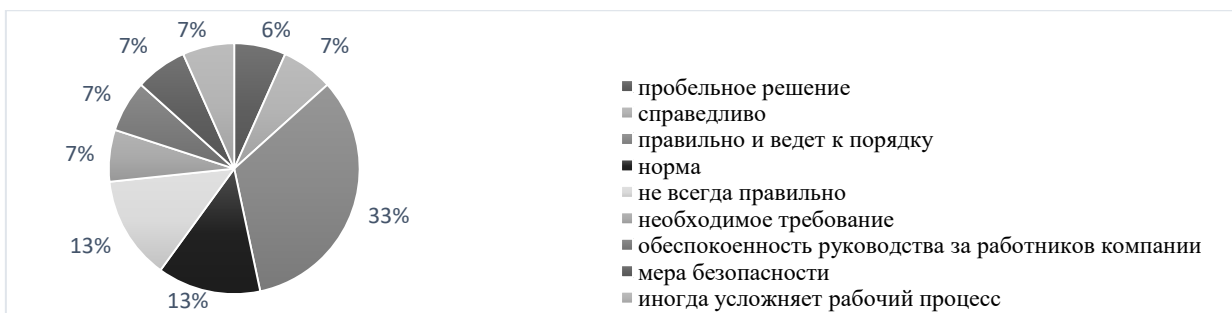 7%
6%
7%
7%
7%
7%
33%
13%
13%
пробельное решение
справедливо
правильно и ведет к порядку
норма
не всегда правильно
необходимое требование
обеспокоенность руководства за работников компании
мера безопасности
иногда усложняет рабочий процесс